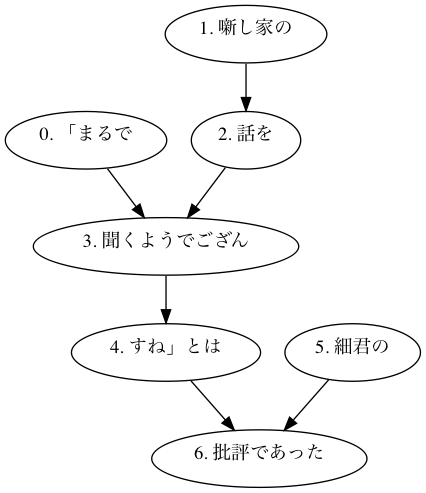 1. 噺し家の
0. 「まるで
2. 話を
3. 聞くようでござん
4. すね」とは
5. 細君の
6. 批評であった